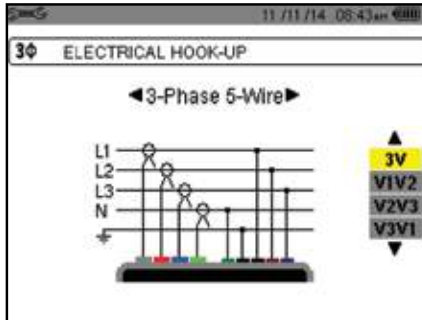 11/11/14 08:43am
3Φ ELECTRICAL HOOK-UP
◄3-Phase 5-Wire►
L1
L2
L3
N
3V
V1V2
V2V3
V3V1